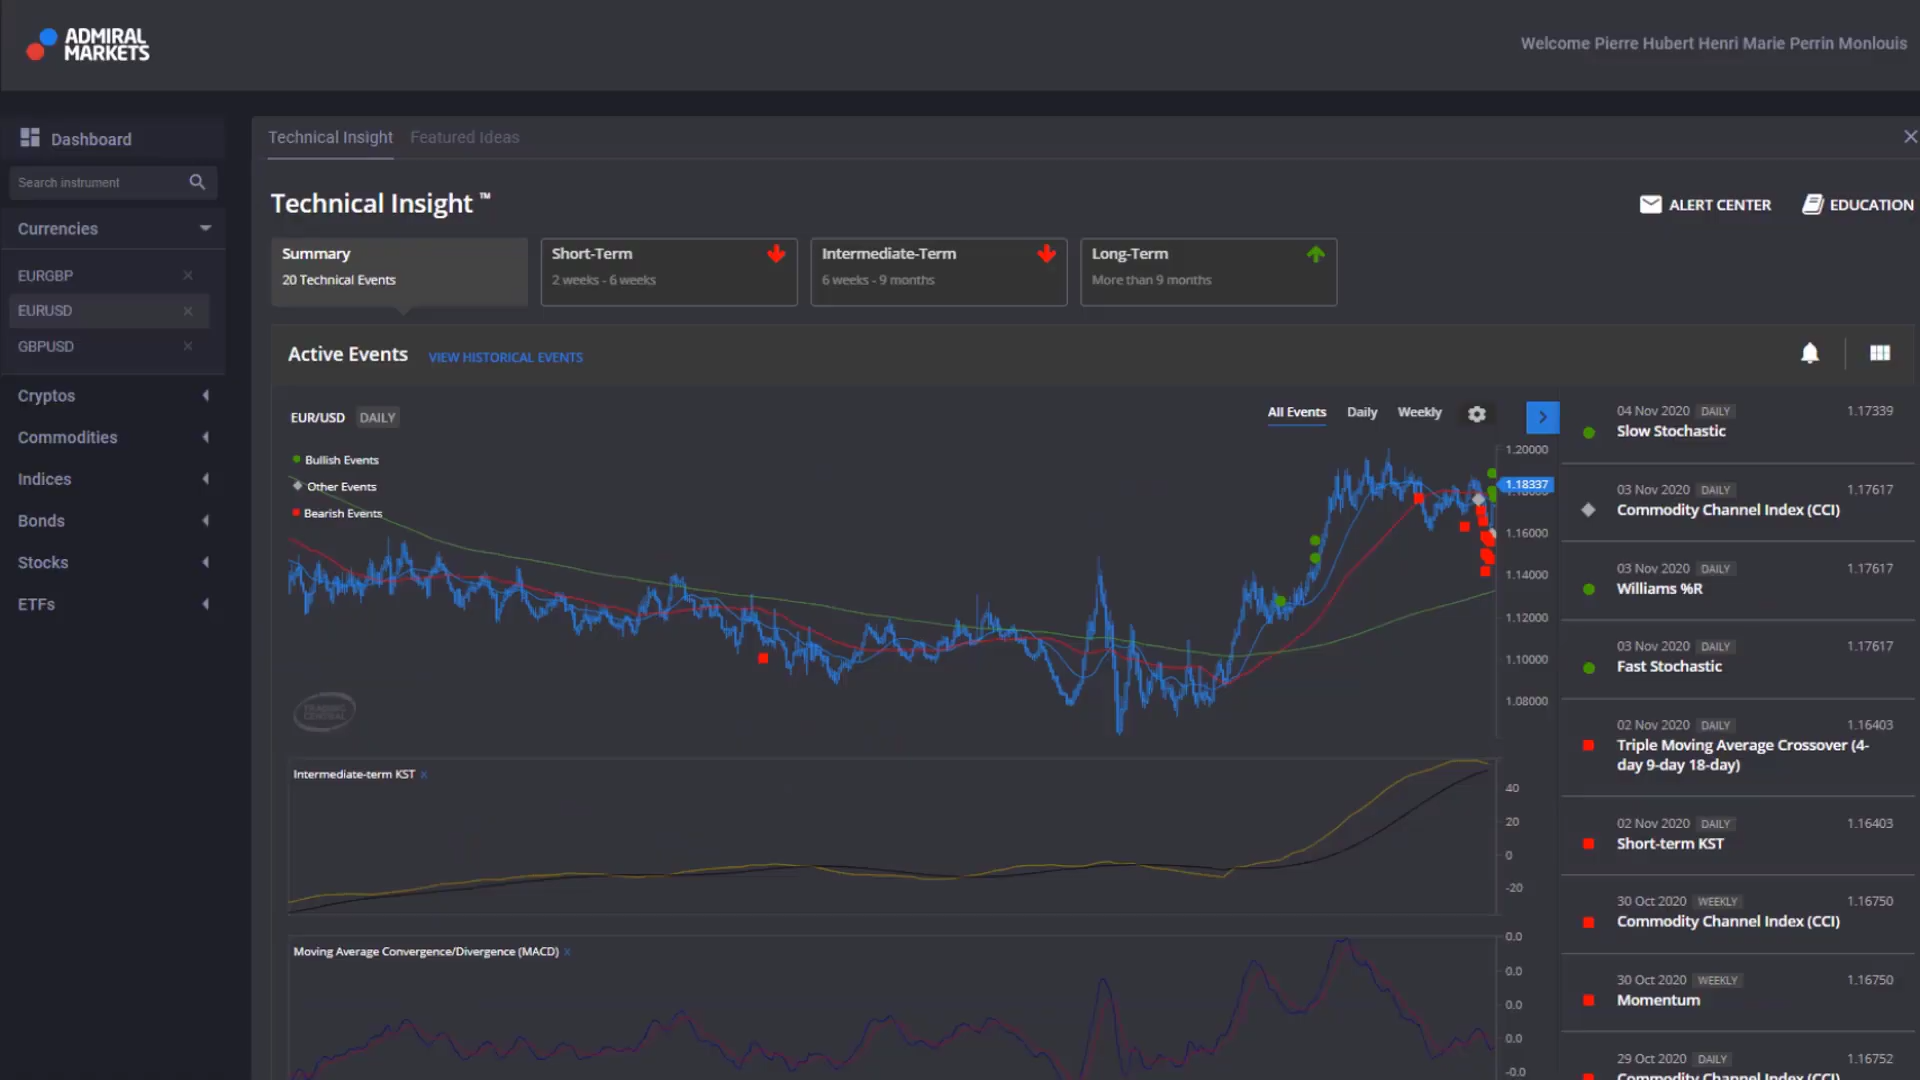 ADMIRAL
MARKETS
Welcome Pierre Hubert Henri Marie Perrin Monlouis
Dashboard
Search instrument
Currencies
EURGBP
EURUSD
GBPUSD
Cryptos
Commodities
Indices
Bonds
Stocks
ETFs
Technical Insight Featured Ideas
Technical Insight ™
ALERT CENTER EDUCATION
Summary
20 Technical Events
Short-Term
2 weeks - 6 weeks
Intermediate-Term
6 weeks - 9 months
Long-Term
More than 9 months
Active Events VIEW HISTORICAL EVENTS
EUR/USD DAILY
All Events Daily Weekly
Bullish Events
Other Events
Bearish Events
1.20000
1.18337
1.16000
1.14000
1.12000
1.10000
1.08000
TRADING
CENTRAL
Intermediate-term KST x
40
20
0
-20
Moving Average Convergence/Divergence (MACD) x
0.0
0.0
0.0
0.0
-0.0
04 Nov 2020 DAILY 1.17339
Slow Stochastic
03 Nov 2020 DAILY 1.17617
Commodity Channel Index (CCI)
03 Nov 2020 DAILY 1.17617
Williams %R
03 Nov 2020 DAILY 1.17617
Fast Stochastic
02 Nov 2020 DAILY 1.16403
Triple Moving Average Crossover (4-
day 9-day 18-day)
02 Nov 2020 DAILY 1.16403
Short-term KST
30 Oct 2020 WEEKLY 1.16750
Commodity Channel Index (CCI)
30 Oct 2020 WEEKLY 1.16750
Momentum
29 Oct 2020 DAILY 1.16752
Commodity Channel Index (CCI)